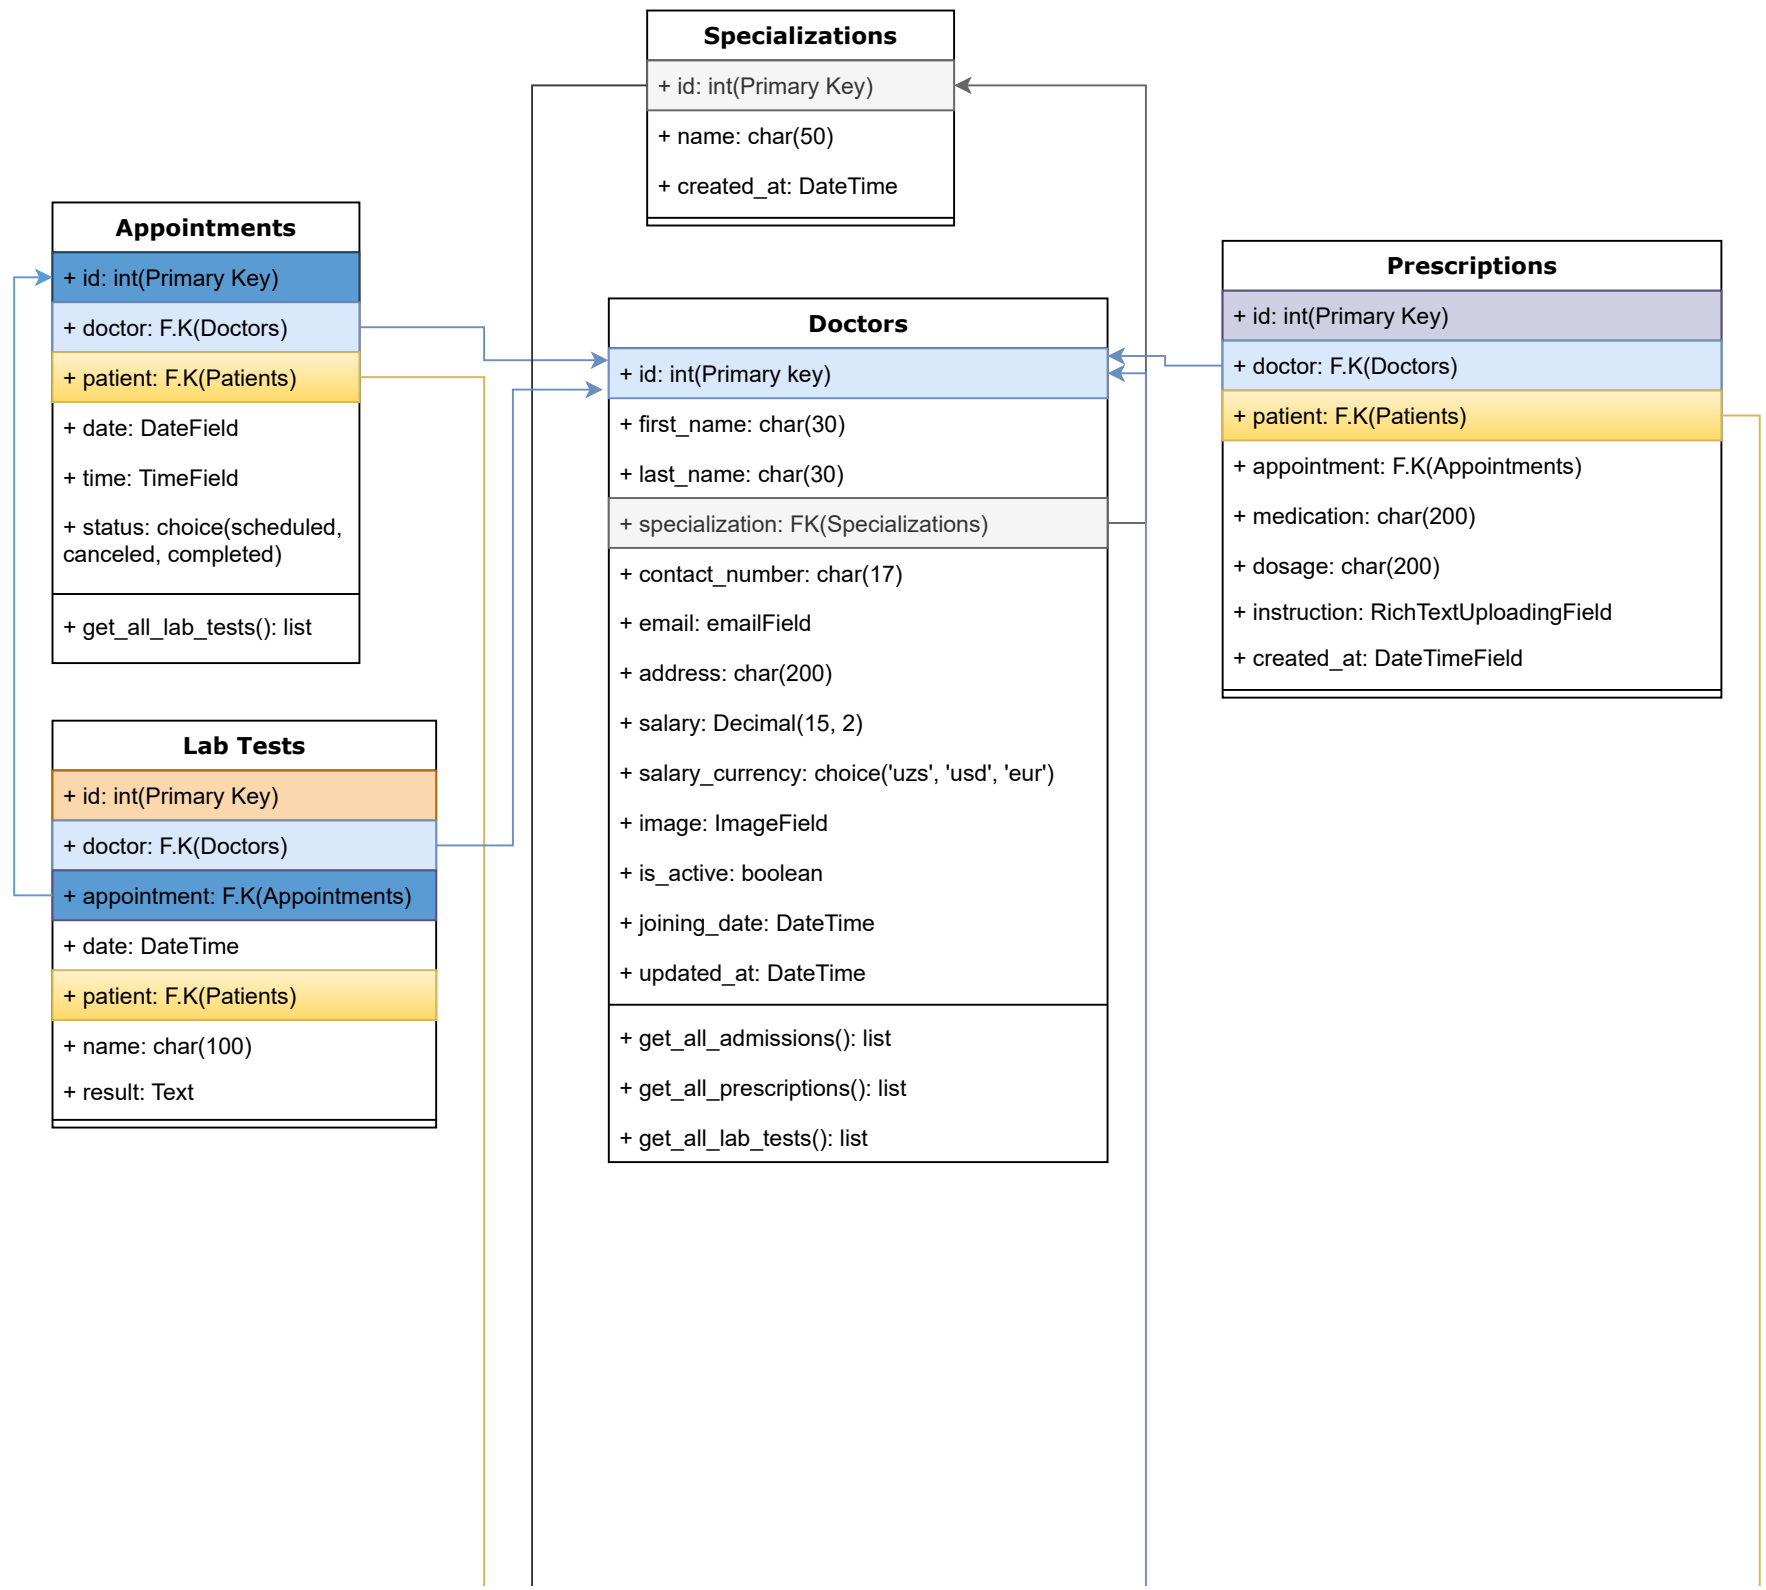 Specializations
+ id: int(Primary Key)
+ name: char(50)
+ created_at: DateTime
Appointments
+ id: int(Primary Key)
+ doctor: F.K(Doctors)
+ patient: F.K(Patients)
+ date: DateField
+ time: TimeField
+ status: choice(scheduled,
canceled, completed)
+ get_all_lab_tests(): list
Lab Tests
+ id: int(Primary Key)
+ doctor: F.K(Doctors)
+ appointment: F.K(Appointments)
+ date: DateTime
+ patient: F.K(Patients)
+ name: char(100)
+ result: Text
Doctors
+ id: int(Primary key)
+ first_name: char(30)
+ last_name: char(30)
+ specialization: FK(Specializations)
+ contact_number: char(17)
+ email: emailField
+ address: char(200)
+ salary: Decimal(15, 2)
+ salary_currency: choice('uzs', 'usd', 'eur')
+ image: ImageField
+ is_active: boolean
+ joining_date: DateTime
+ updated_at: DateTime
+ get_all_admissions(): list
+ get_all_prescriptions(): list
+ get_all_lab_tests(): list
Prescriptions
+ id: int(Primary Key)
+ doctor: F.K(Doctors)
+ patient: F.K(Patients)
+ appointment: F.K(Appointments)
+ medication: char(200)
+ dosage: char(200)
+ instruction: RichTextUploadingField
+ created_at: DateTimeField